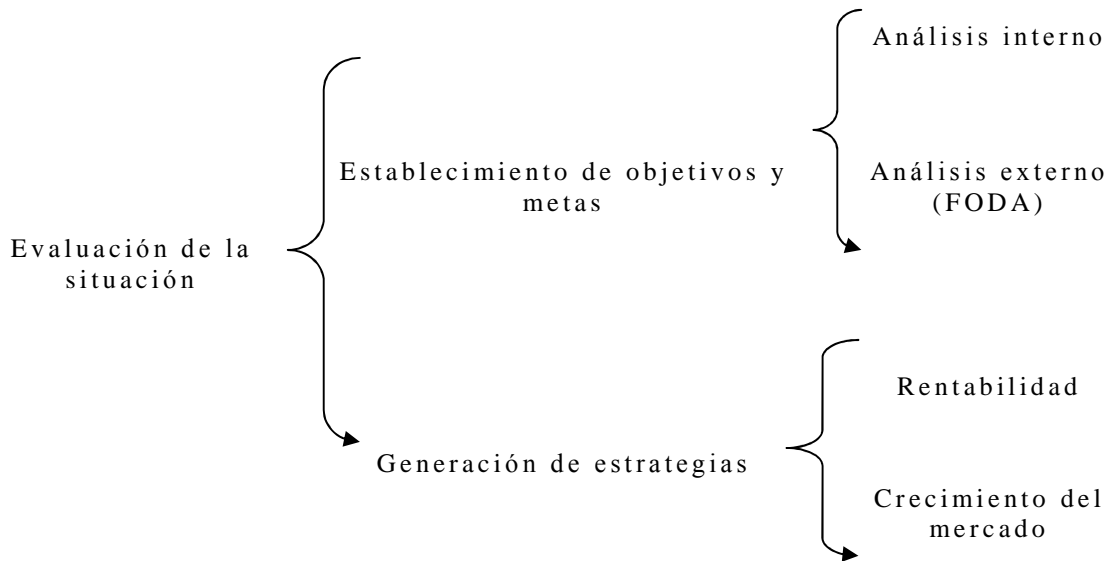 Análisis interno
Establecimiento de objetivos y
metas
Análisis externo
(FODA)
Evaluación de la
situación
Rentabilidad
Generación de estrategias
Crecimiento del
mercado